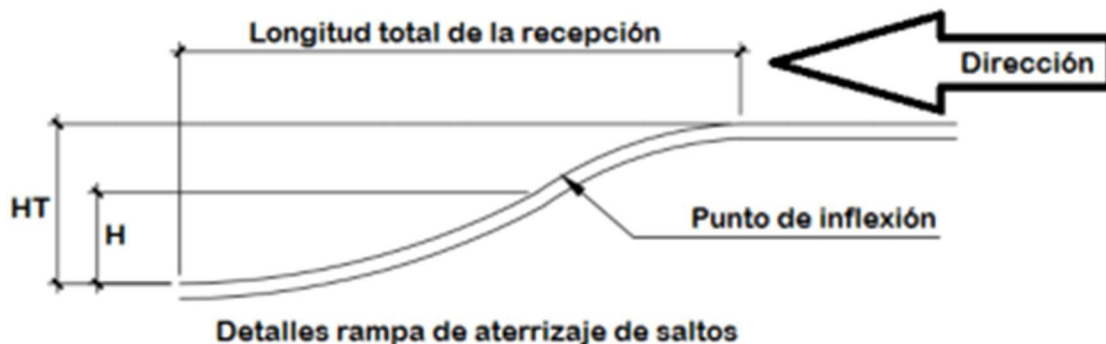 Longitud total de la recepción
Dirección
HT
H
Punto de inflexión
Detalles rampa de aterrizaje de saltos